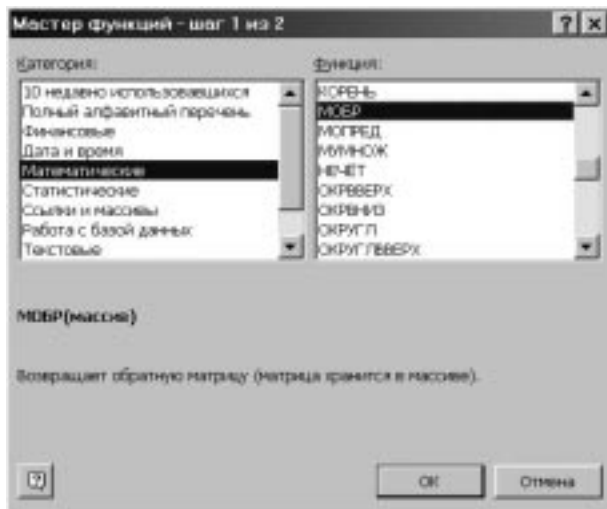 Мастер функций - шаг 1 из 2
Категория:
10 недавно использовавшихся
Полный алфавитный перечень
Финансовые
Дата и время
Математические
Статистические
Ссылки и массивы
Работа с базой данных
Текстовые
Функция:
КОРЕНЬ
МОБР
МОПРЕД
МУМНОЖ
НЕЧЁТ
ОКРВВЕРХ
ОКРВНИЗ
ОКРУГЛ
ОКРУГЛВВЕРХ
МОБР(массив)
Возвращает обратную матрицу (матрица хранится в массиве).
ОК
Отмена